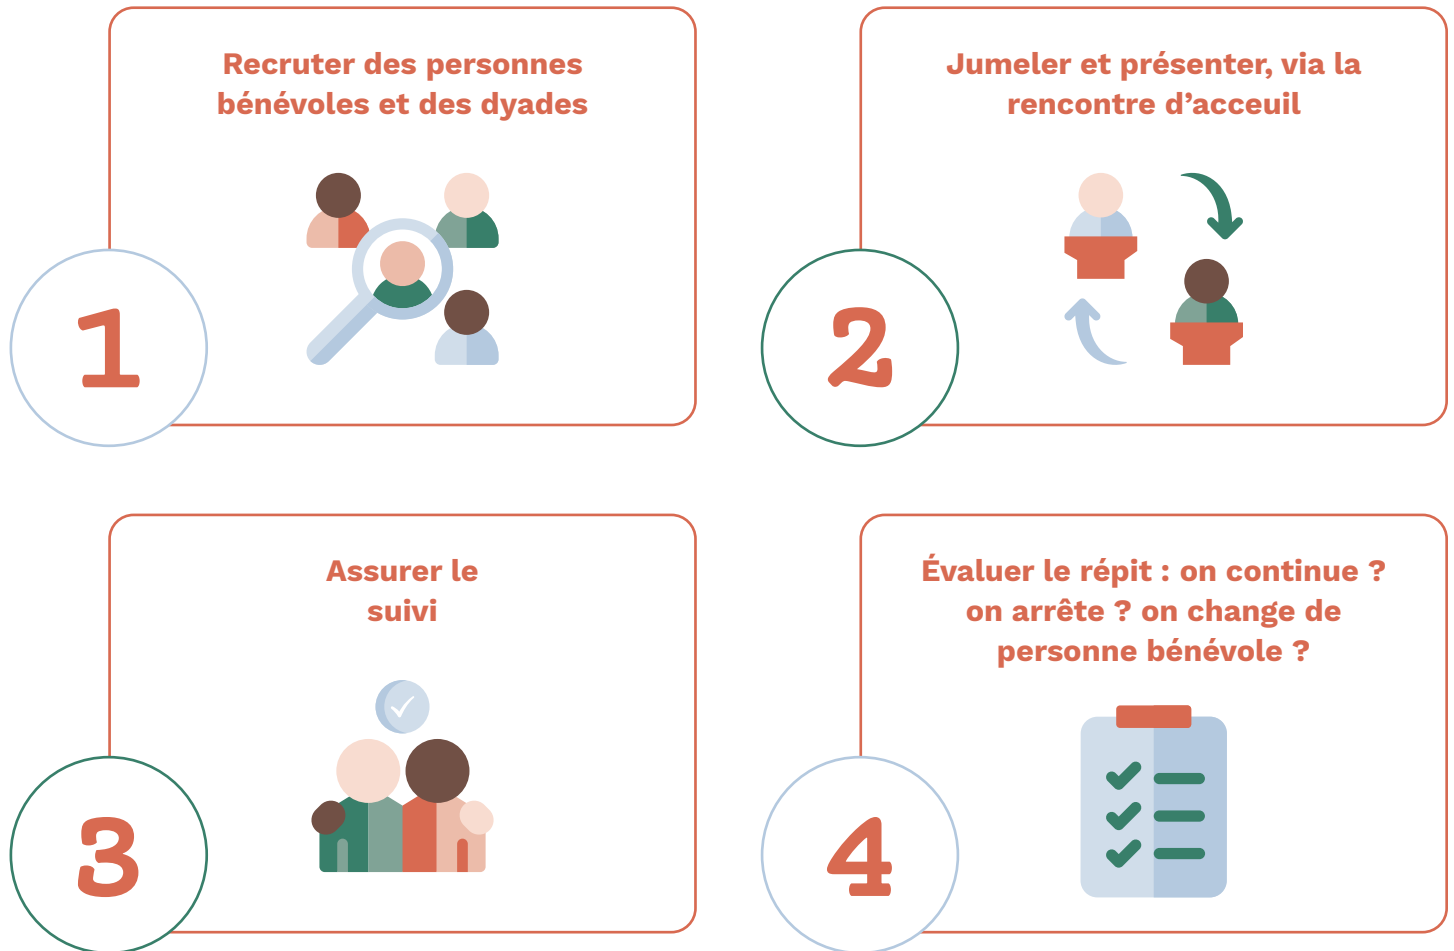 Recruter des personnes
bénévoles et des dyades
1
Jumeler et présenter, via la
rencontre d’acceuil
2
Assurer le
suivi
3
Évaluer le répit : on continue ?
on arrête ? on change de
personne bénévole ?
4